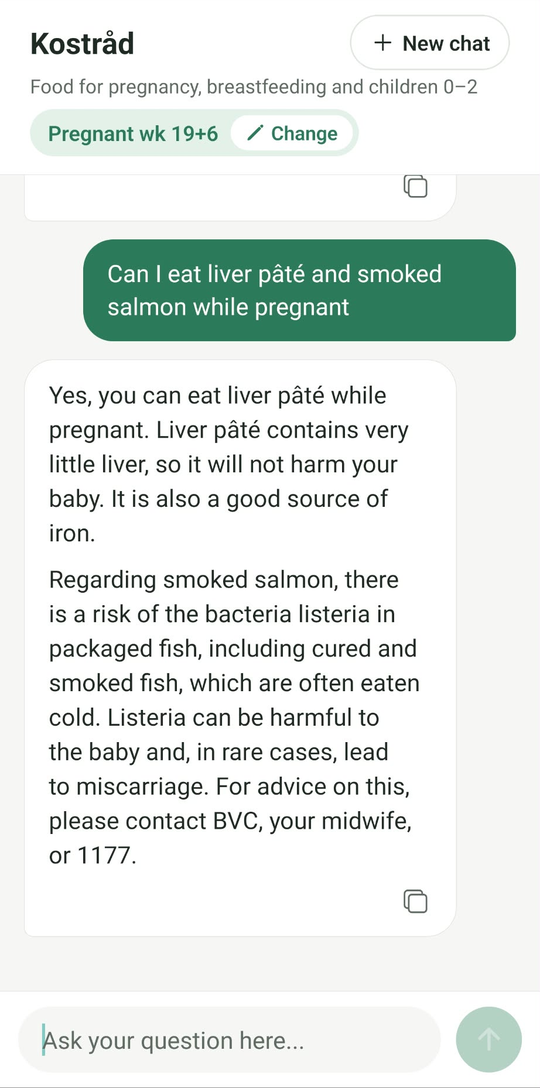 Kostråd
New chat
Food for pregnancy, breastfeeding and children 0–2
Pregnant wk 19+6
Change
Can I eat liver pâté and smoked
salmon while pregnant
Yes, you can eat liver pâté while
pregnant. Liver pâté contains very
little liver, so it will not harm your
baby. It is also a good source of
iron.
Regarding smoked salmon, there
is a risk of the bacteria listeria in
packaged fish, including cured and
smoked fish, which are often eaten
cold. Listeria can be harmful to
the baby and, in rare cases, lead
to miscarriage. For advice on this,
please contact BVC, your midwife,
or 1177.
Ask your question here...